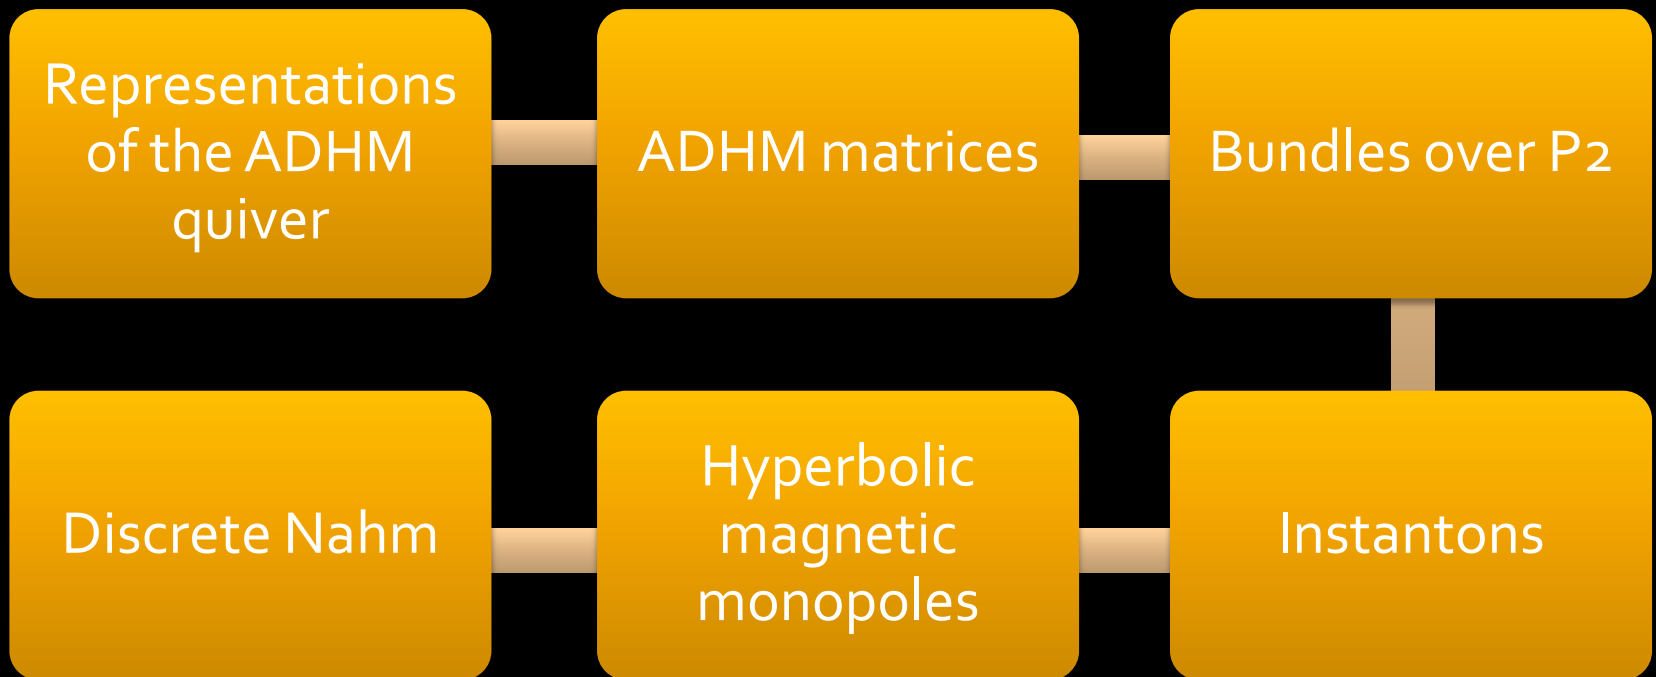 Representations
of the ADHM
quiver
ADHM matrices
Bundles over P2
Discrete Nahm
Hyperbolic
magnetic
monopoles
Instantons